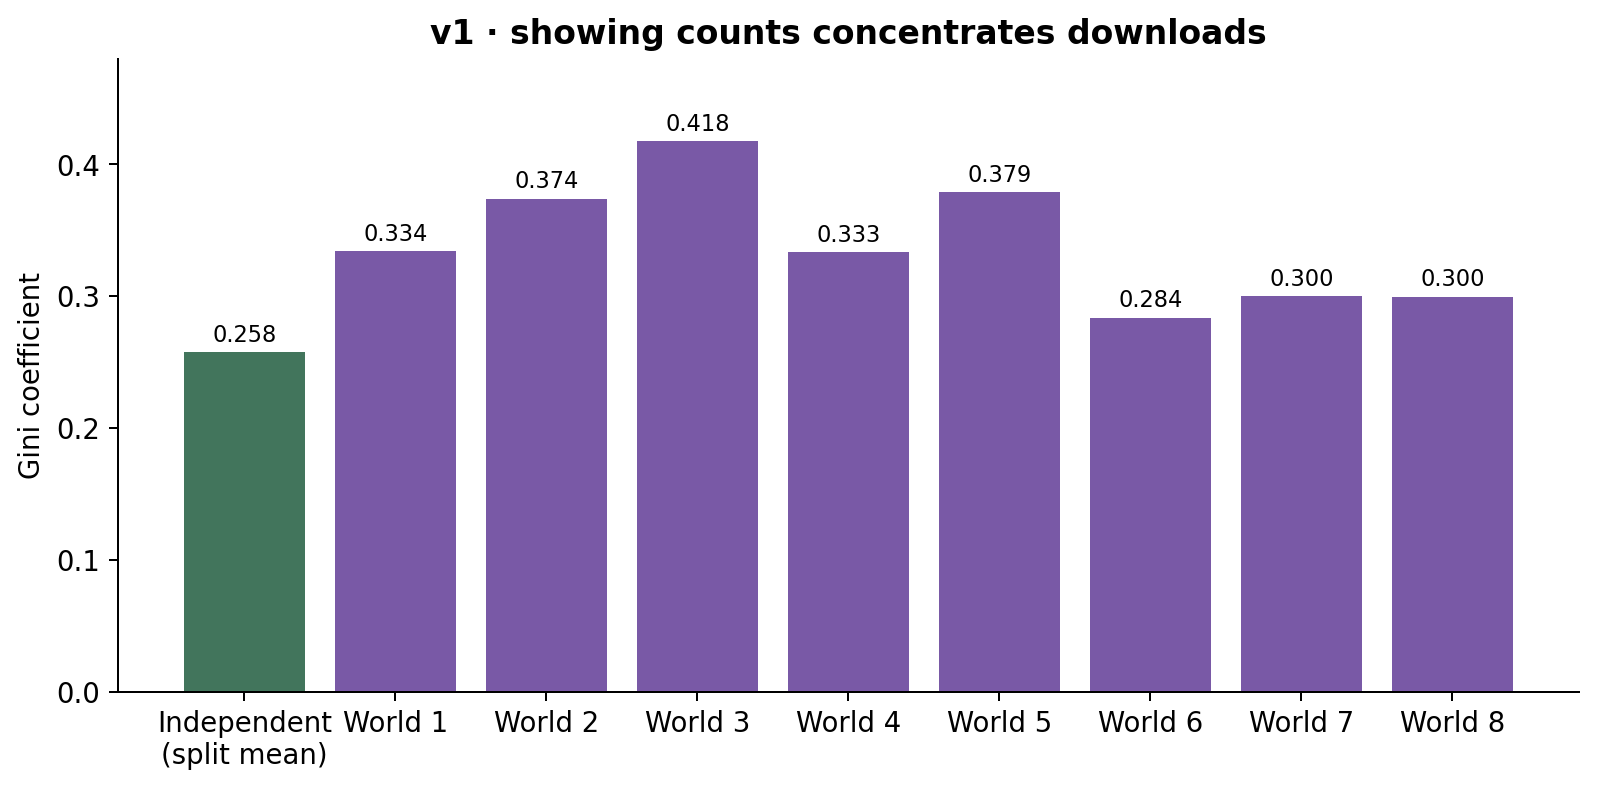 v1 · showing counts concentrates downloads
Gini coefficient
0.4
0.3
0.2
0.1
0.0
0.258
0.334
0.374
0.418
0.333
0.379
0.284
0.300
0.300
Independent
(split mean)
World 1
World 2
World 3
World 4
World 5
World 6
World 7
World 8